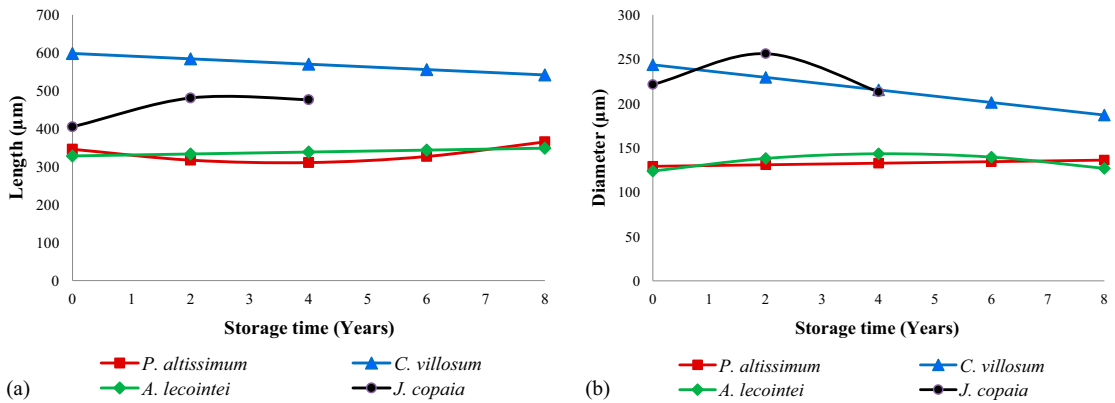 700
600
500
400
300
200
100
0
Length (µm)
0 1 2 3 4 5 6 7 8
Storage time (Years)
P. altissimum C. villosum
(a) A. lecointei J. copaia
300
250
200
150
100
50
0
Diameter (µm)
0 1 2 3 4 5 6 7 8
Storage time (Years)
P. altissimum C. villosum
(b) A. lecointei J. copaia